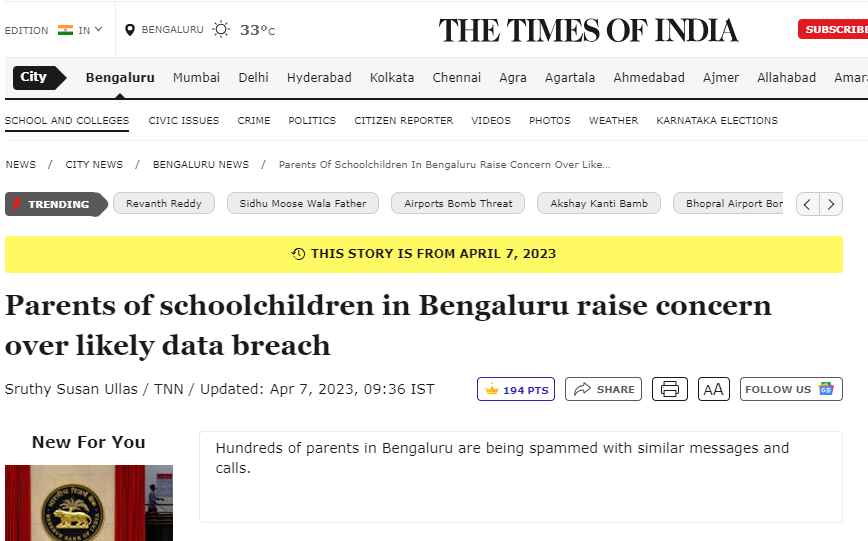 EDITION IN BENGALURU 33°C THE TIMES OF INDIA SUBSCRIBE
City Bengaluru Mumbai Delhi Hyderabad Kolkata Chennai Agra Agartala Ahmedabad Ajmer Allahabad Amara
SCHOOL AND COLLEGES CIVIC ISSUES CRIME POLITICS CITIZEN REPORTER VIDEOS PHOTOS WEATHER KARNATAKA ELECTIONS
NEWS / CITY NEWS / BENGALURU NEWS / Parents Of Schoolchildren In Bengaluru Raise Concern Over Like...
TRENDING Revanth Reddy Sidhu Moose Wala Father Airports Bomb Threat Akshay Kanti Bamb Bhopral Airport Bor
THIS STORY IS FROM APRIL 7, 2023
Parents of schoolchildren in Bengaluru raise concern
over likely data breach
Sruthy Susan Ullas / TNN / Updated: Apr 7, 2023, 09:36 IST 194 PTS SHARE AA FOLLOW US
New For You
Hundreds of parents in Bengaluru are being spammed with similar messages and
calls.